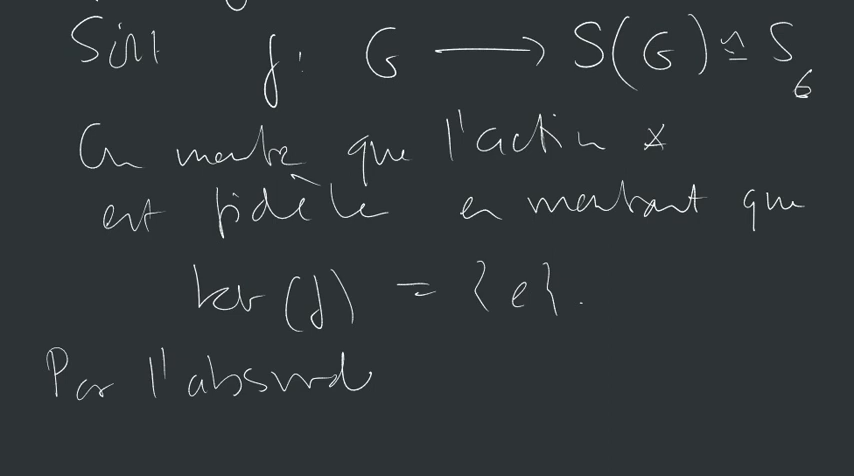 Soit f: G ⟶ S(G) ≃ S_6
On montre que l'action *
est fidèle en montrant que
ker(f) = {e}.
Par l'absurde